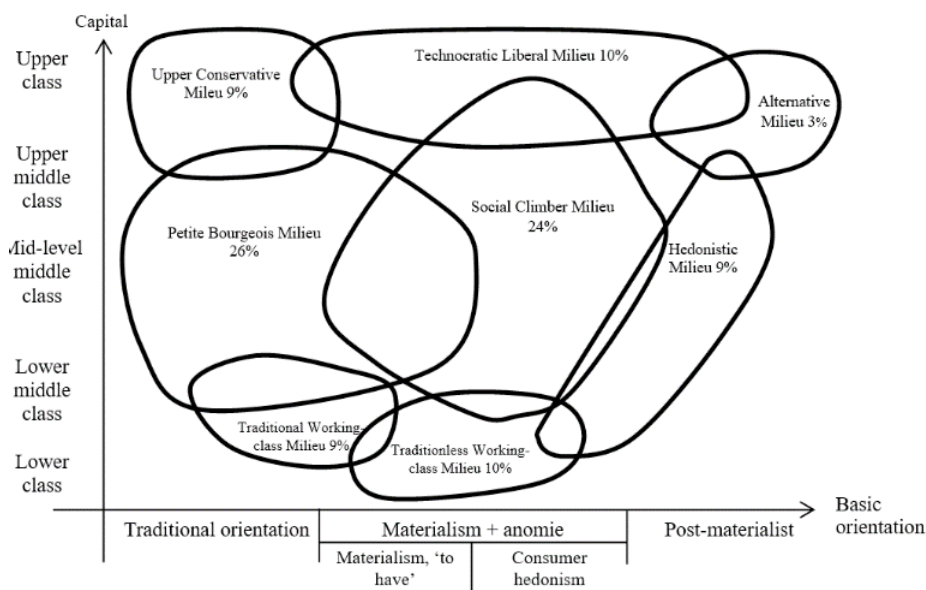 Capital
Upper
class
Technocratic Liberal Milieu 10%
Upper Conservative
Mileu 9%
Alternative
Milieu 3%
Upper
middle
class
Social Climber Milieu
24%
Petite Bourgeois Milieu
26%
Mid-level
middle
class
Hedonistic
Milieu 9%
Lower
middle
class
Traditional Working-
class Milieu 9%
Traditionless Working-
class Milieu 10%
Lower
class
Basic
orientation
Traditional orientation
Materialism + anomie
Post-materialist
Materialism, ‘to
have’
Consumer
hedonism